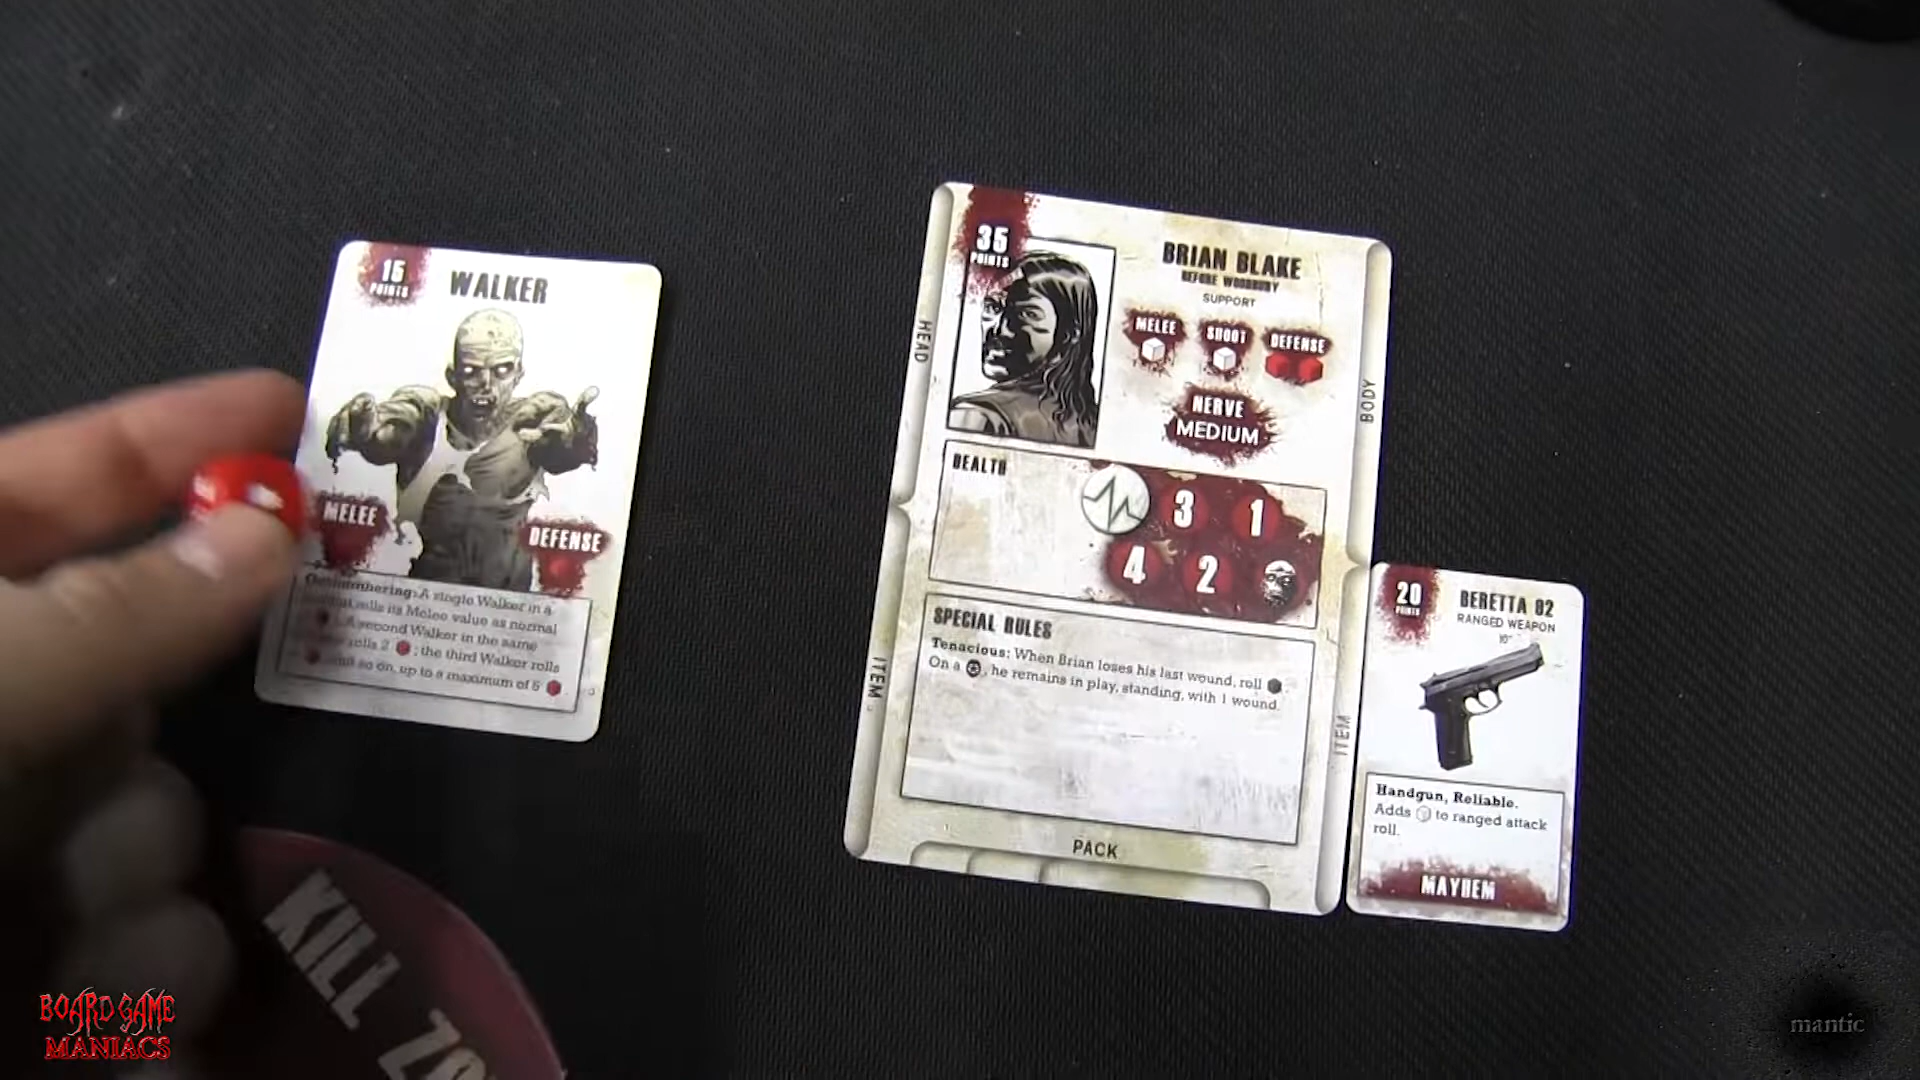 15
POINTS
WALKER
MELEE
DEFENSE
A single Walker in a
rolls its Melee value as normal
A second Walker in the same
rolls 2 ; the third Walker rolls
and so on, up to a maximum of 5
35
POINTS
BRIAN BLAKE
BEFORE WOODBURY
SUPPORT
MELEE
SHOOT
DEFENSE
NERVE
MEDIUM
HEAD
BODY
HEALTH
3 1
4 2
SPECIAL RULES
Tenacious: When Brian loses his last wound, roll .
On a , he remains in play, standing, with 1 wound.
ITEM
ITEM
PACK
20
POINTS
BERETTA 92
RANGED WEAPON
10"
Handgun, Reliable.
Adds to ranged attack
roll.
MAYHEM
KILL
BOARD GAME
MANIACS
mantic